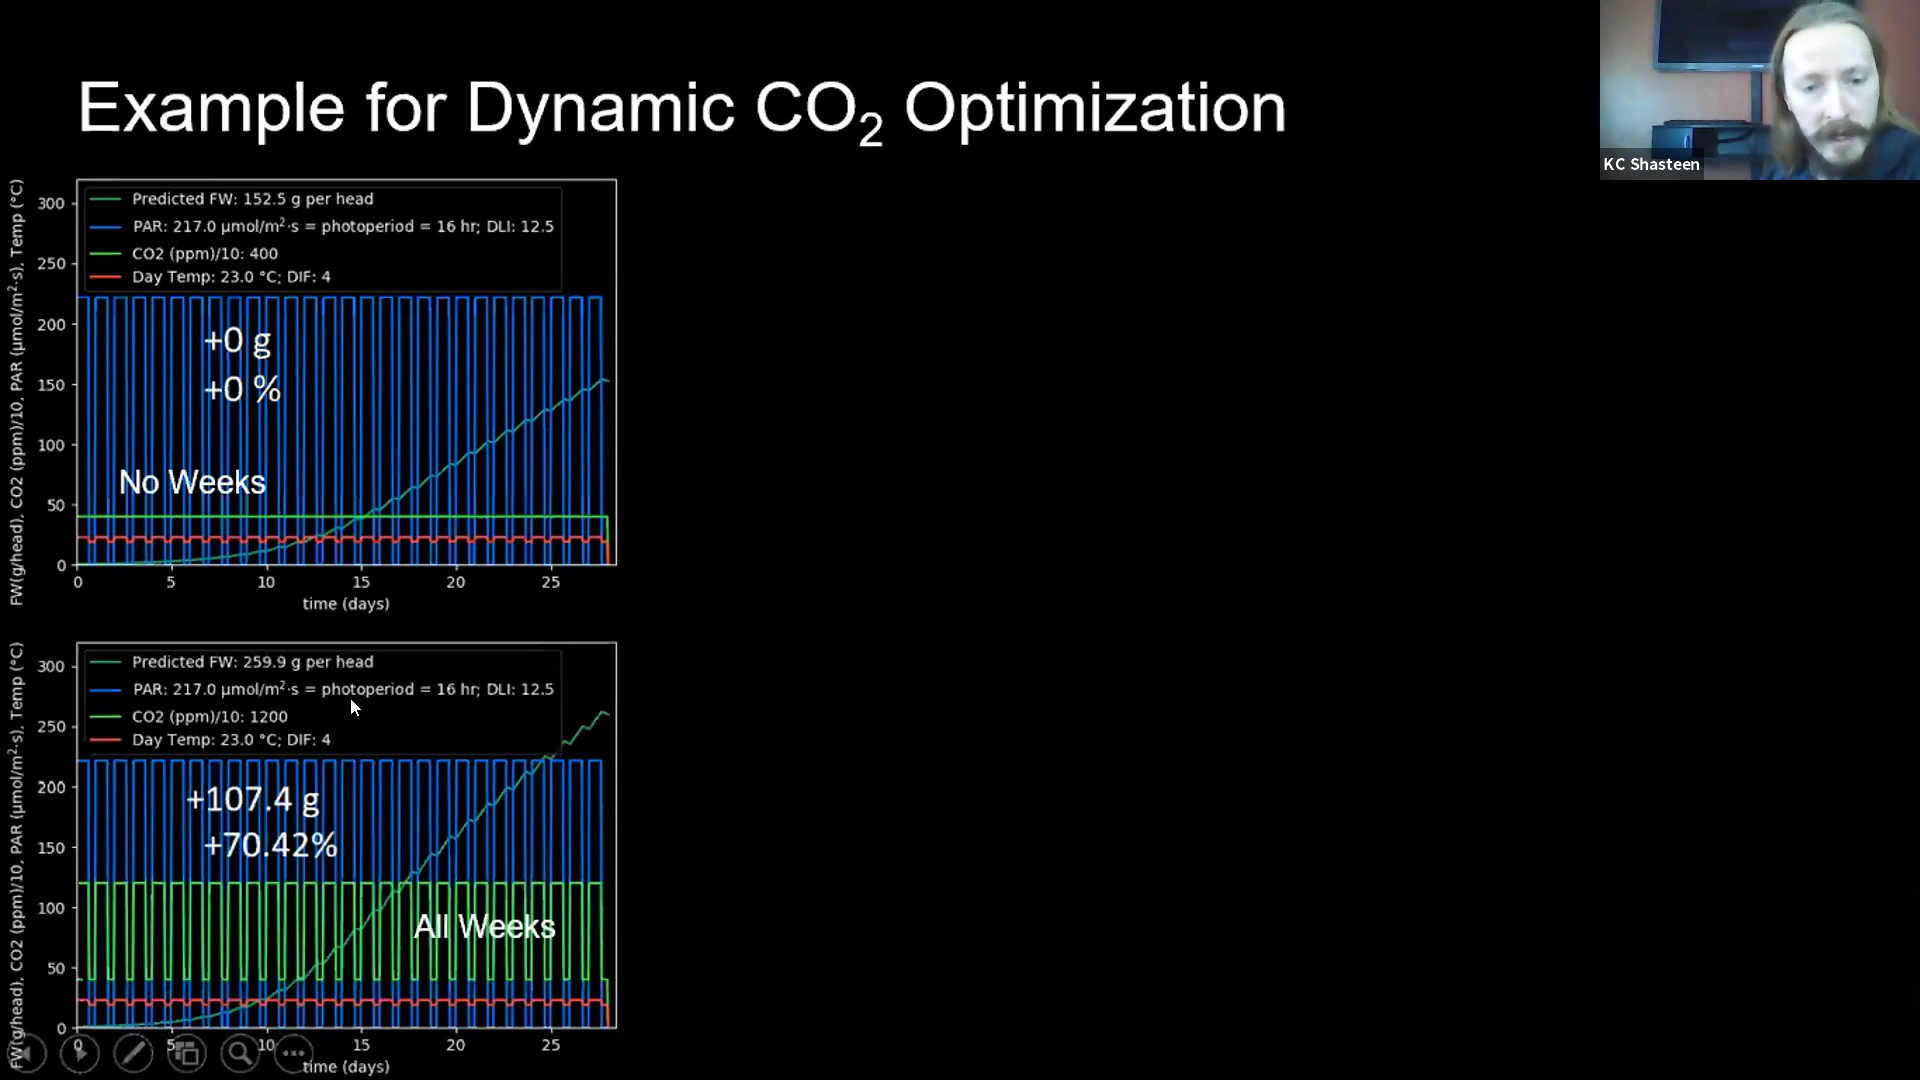 Example for Dynamic CO₂ Optimization
KC Shasteen
FW(g/head), CO2 (ppm)/10, PAR (μmol/m²·s), Temp (°C)
300
250
200
150
100
50
0
Predicted FW: 152.5 g per head
PAR: 217.0 μmol/m²·s = photoperiod = 16 hr; DLI: 12.5
CO2 (ppm)/10: 400
Day Temp: 23.0 °C; DIF: 4
+0 g
+0 %
No Weeks
0 5 10 15 20 25
time (days)
FW(g/head), CO2 (ppm)/10, PAR (μmol/m²·s), Temp (°C)
300
250
200
150
100
50
0
Predicted FW: 259.9 g per head
PAR: 217.0 μmol/m²·s = photoperiod = 16 hr; DLI: 12.5
CO2 (ppm)/10: 1200
Day Temp: 23.0 °C; DIF: 4
+107.4 g
+70.42%
All Weeks
0 5 10 15 20 25
time (days)